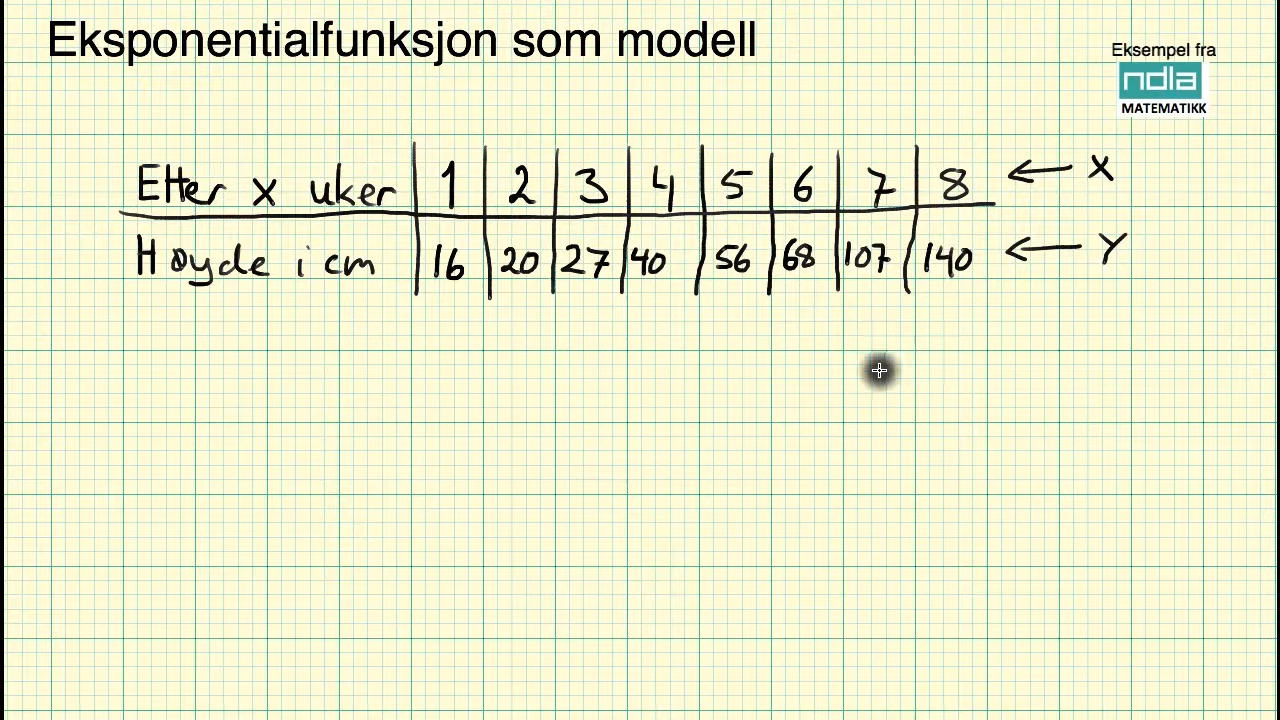 Eksponentialfunksjon som modell
Eksempel fra
ndla
MATEMATIKK
Etter x uker 1 2 3 4 5 6 7 8 ← X
Høyde i cm 16 20 27 40 56 68 107 140 ← Y